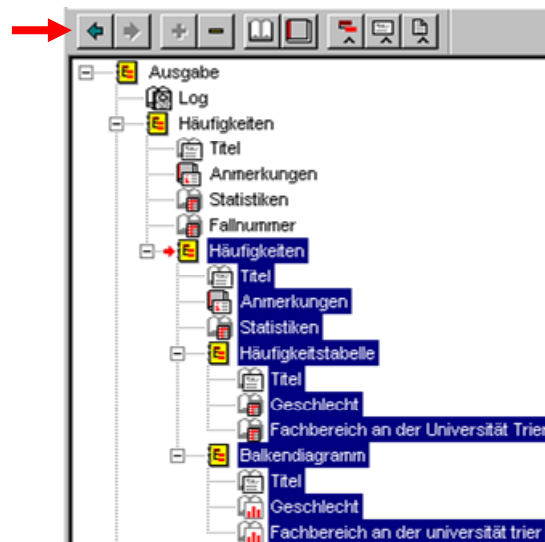 Ausgabe
Log
Häufigkeiten
Titel
Anmerkungen
Statistiken
Fallnummer
Häufigkeiten
Titel
Anmerkungen
Statistiken
Häufigkeitstabelle
Titel
Geschlecht
Fachbereich an der Universität Trier
Balkendiagramm
Titel
Geschlecht
Fachbereich an der universität trier